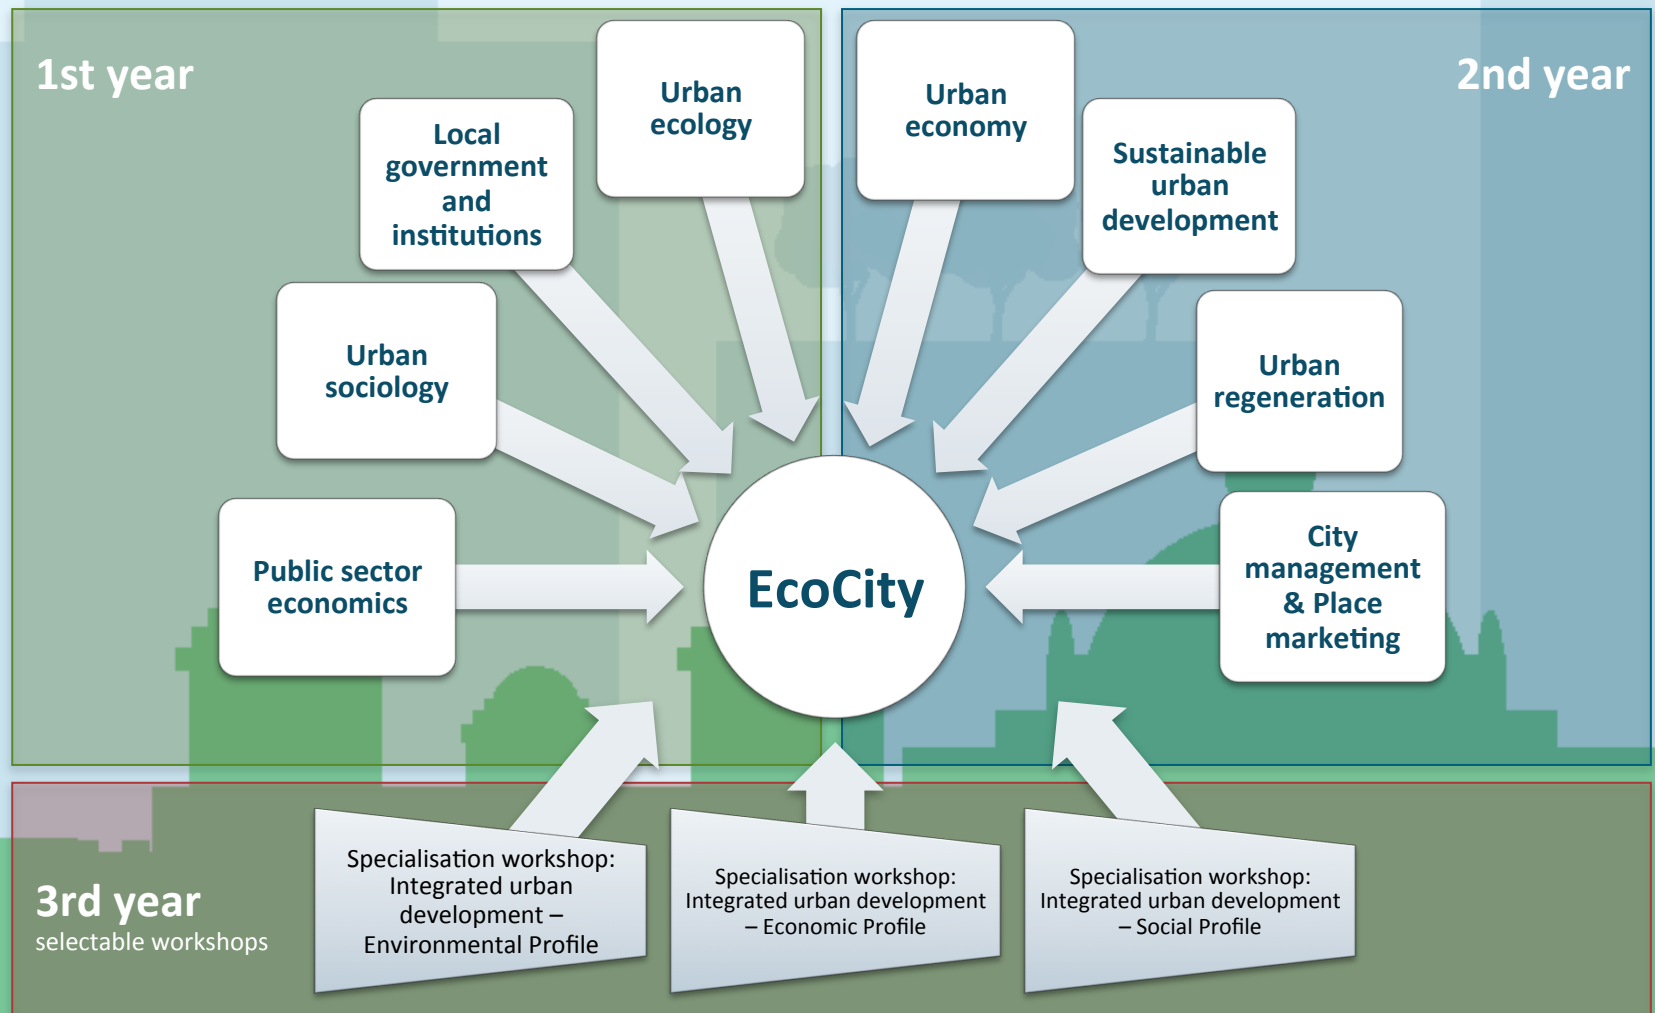 1st year
2nd year
Urban
ecology
Urban
economy
Local
government
and
institutions
Sustainable
urban
development
Urban
sociology
Urban
regeneration
Public sector
economics
EcoCity
City
management
& Place
marketing
3rd year
selectable workshops
Specialisation workshop:
Integrated urban
development –
Environmental Profile
Specialisation workshop:
Integrated urban development
– Economic Profile
Specialisation workshop:
Integrated urban development
– Social Profile